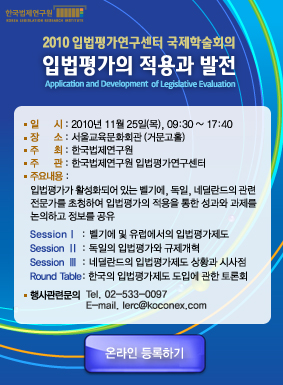 한국법제연구원
KOREA LEGISLATION RESEARCH INSTITUTE
2010 입법평가연구센터 국제학술회의
입법평가의 적용과 발전
Application and Development of Legislative Evaluation
일 시 : 2010년 11월 25일(목), 09:30 ~ 17:40
장 소 : 서울교육문화회관 (거문고홀)
주 최 : 한국법제연구원
주 관 : 한국법제연구원 입법평가연구센터
주요내용 :
입법평가가 활성화되어 있는 벨기에, 독일, 네덜란드의 관련
전문가를 초청하여 입법평가의 적용을 통한 성과와 과제를
논의하고 정보를 공유
Session Ⅰ : 벨기에 및 유럽에서의 입법평가제도
Session Ⅱ : 독일의 입법평가와 규제개혁
Session Ⅲ : 네덜란드의 입법평가제도 상황과 시사점
Round Table : 한국의 입법평가제도 도입에 관한 토론회
행사관련문의 Tel. 02-533-0097
E-mail. lerc@koconex.com
온라인 등록하기